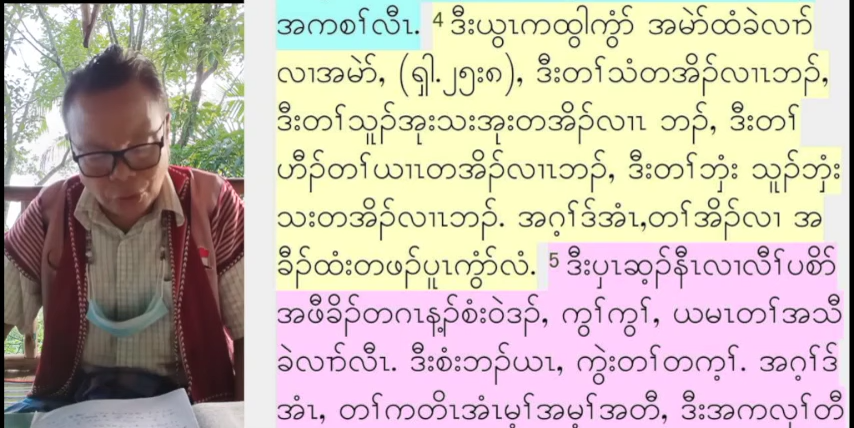 အကစၢ်လီၤ. 4 ဒီးယွၤကထွါကွံာ် အမဲာ်ထံခဲလၢာ်
လၢအမဲာ်, (ရှါ.၂၅း၈), ဒီးတၢ်သံတအိၣ်လၢၤဘၣ်,
ဒီးတၢ်သူၣ်အုးသးအုးတအိၣ်လၢၤ ဘၣ်, ဒီးတၢ်
ဟီၣ်တၢ်ယၢၤတအိၣ်လၢၤဘၣ်, ဒီးတၢ်ဘှံး သူၣ်ဘှံး
သးတအိၣ်လၢၤဘၣ်. အဂ့ၢ်ဒ်အံၤ,တၢ်အိၣ်လၢ အ
ခီၣ်ထံးတဖၣ်ပူၤကွံာ်လံ. 5 ဒီးပှၤဆ့ၣ်နီၤလၢလီၢ်ပစိာ်
အဖီခိၣ်တဂၤန့ၣ်စံးဝဲဒၣ်, ကွၢ်ကွၢ်, ယမၤတၢ်အသီ
ခဲလၢာ်လီၤ. ဒီးစံးဘၣ်ယၤ, ကွဲးတၢ်တက့ၢ်. အဂ့ၢ်ဒ်
အံၤ, တၢ်ကတိၤအံၤမ့ၢ်အမ့ၢ်အတီ, ဒီးအကလုၢ်တီ